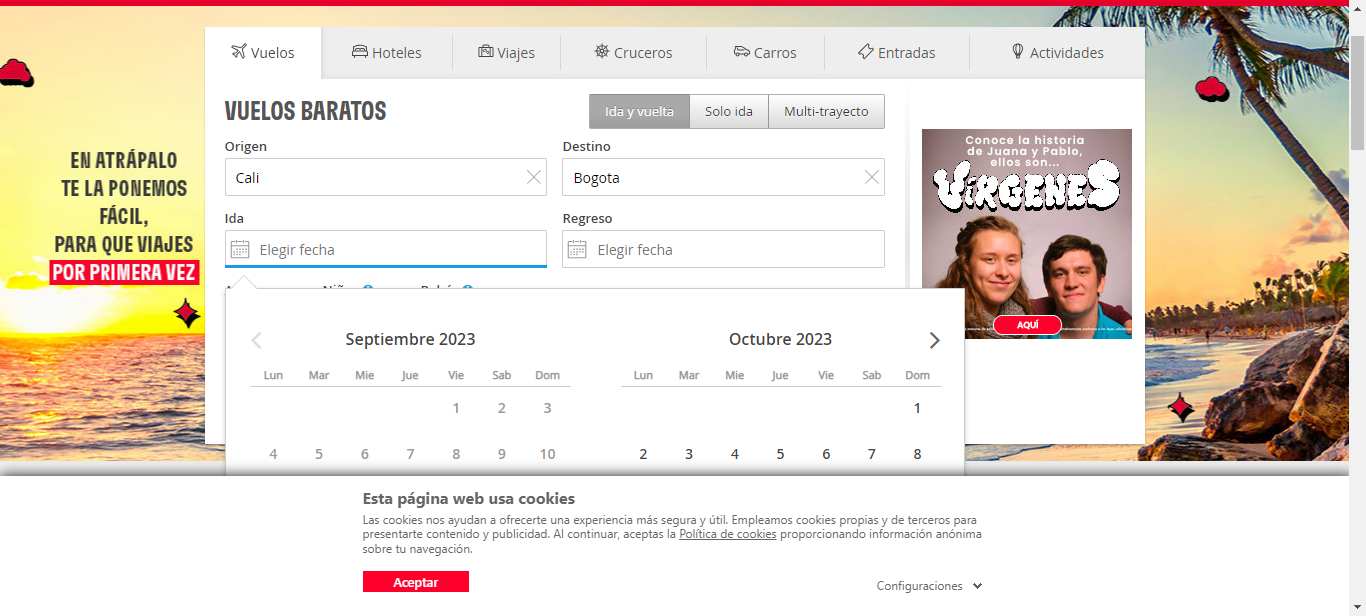 Vuelos
Hoteles
Viajes
Cruceros
Carros
Entradas
Actividades
VUELOS BARATOS
Ida y vuelta
Solo ida
Multi-trayecto
EN ATRÁPALO
TE LA PONEMOS
FÁCIL,
PARA QUE VIAJES
POR PRIMERA VEZ
Origen
Destino
Cali
Bogota
Ida
Regreso
Elegir fecha
Elegir fecha
Conoce la historia
de Juana y Pablo,
ellos son...
VÍRGENES
AQUÍ
Septiembre 2023
Lun Mar Mie Jue Vie Sab Dom
1 2 3
4 5 6 7 8 9 10
Octubre 2023
Lun Mar Mie Jue Vie Sab Dom
1
2 3 4 5 6 7 8
Esta página web usa cookies
Las cookies nos ayudan a ofrecerte una experiencia más segura y útil. Empleamos cookies propias y de terceros para
presentarte contenido y publicidad. Al continuar, aceptas la Política de cookies proporcionando información anónima
sobre tu navegación.
Aceptar
Configuraciones